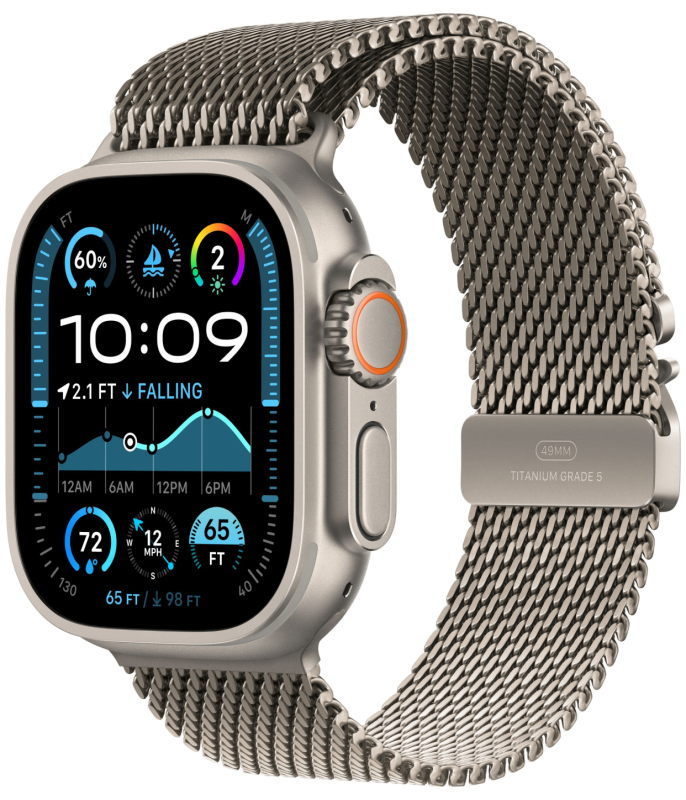 FT
M
60%
2
10:09
2.1 FT ↓ FALLING
12AM 6AM 12PM 6PM
72
N
W
12
MPH
E
S
65
FT
130
40
65 FT / ↓ 98 FT
49MM
TITANIUM GRADE 5